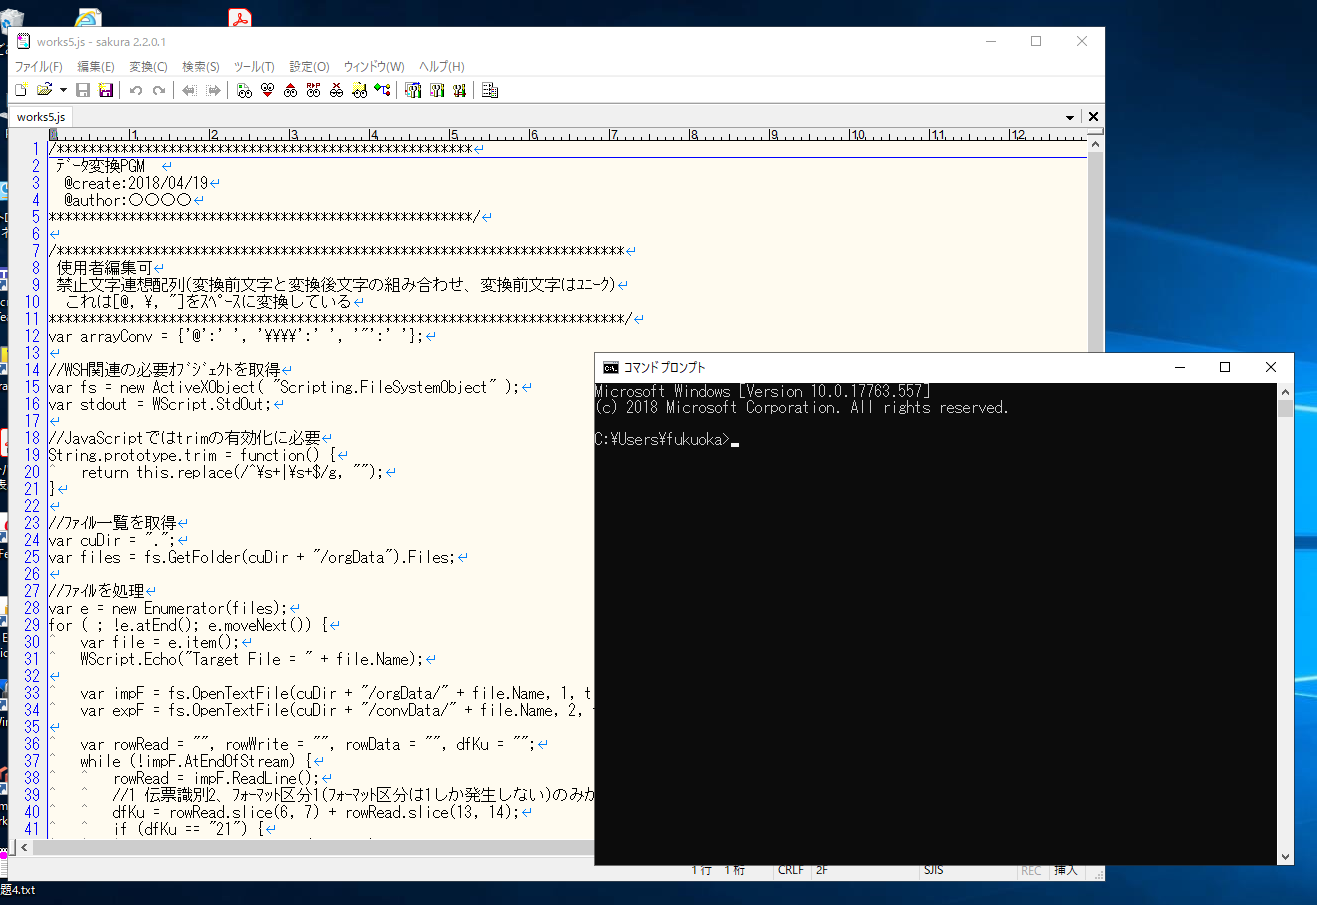 works5.js - sakura 2.2.0.1
ファイル(F) 編集(E) 変換(C) 検索(S) ツール(T) 設定(O) ウィンドウ(W) ヘルプ(H)
works5.js
0 1 2 3 4 5 6 7 8 9 10 11 12
1 /****************************************************↵
2 ﾃﾞｰﾀ変換PGM ↵
3 @create:2018/04/19↵
4 @author:〇〇〇〇↵
5 *****************************************************/↵
6 ↵
7 /***********************************************************************↵
8 使用者編集可↵
9 禁止文字連想配列(変換前文字と変換後文字の組み合わせ、変換前文字はﾕﾆｰｸ)↵
10 これは[@, ¥, "]をｽﾍﾟｰｽに変換している↵
11 ************************************************************************/↵
12 var arrayConv = {'@':' ', '¥¥¥¥':' ', '"':' '};↵
13 ↵
14 //WSH関連の必要ｵﾌﾞｼﾞｪｸﾄを取得↵
15 var fs = new ActiveXObject( "Scripting.FileSystemObject" );↵
16 var stdout = WScript.StdOut;↵
17 ↵
18 //JavaScriptではtrimの有効化に必要↵
19 String.prototype.trim = function() {↵
20 ^ return this.replace(/^¥s+|¥s+$/g, "");↵
21 }↵
22 ↵
23 //ﾌｧｲﾙ一覧を取得↵
24 var cuDir = ".";↵
25 var files = fs.GetFolder(cuDir + "/orgData").Files;↵
26 ↵
27 //ﾌｧｲﾙを処理↵
28 var e = new Enumerator(files);↵
29 for ( ; !e.atEnd(); e.moveNext()) {↵
30 ^ var file = e.item();↵
31 ^ WScript.Echo("Target File = " + file.Name);↵
32 ↵
33 ^ var impF = fs.OpenTextFile(cuDir + "/orgData/" + file.Name, 1, t
34 ^ var expF = fs.OpenTextFile(cuDir + "/convData/" + file.Name, 2,
35 ↵
36 ^ var rowRead = "", rowWrite = "", rowData = "", dfKu = "";↵
37 ^ while (!impF.AtEndOfStream) {↵
38 ^ ^ rowRead = impF.ReadLine();↵
39 ^ ^ //1 伝票識別2、ﾌｫｰﾏｯﾄ区分1(ﾌｫｰﾏｯﾄ区分は1しか発生しない)のみか
40 ^ ^ dfKu = rowRead.slice(6, 7) + rowRead.slice(13, 14);↵
41 ^ ^ if (dfKu == "21") {↵
1 行 1 桁 CRLF 2F SJIS REC 挿入
コマンド プロンプト
Microsoft Windows [Version 10.0.17763.557]
(c) 2018 Microsoft Corporation. All rights reserved.
C:¥Users¥fukuoka>
題4.txt